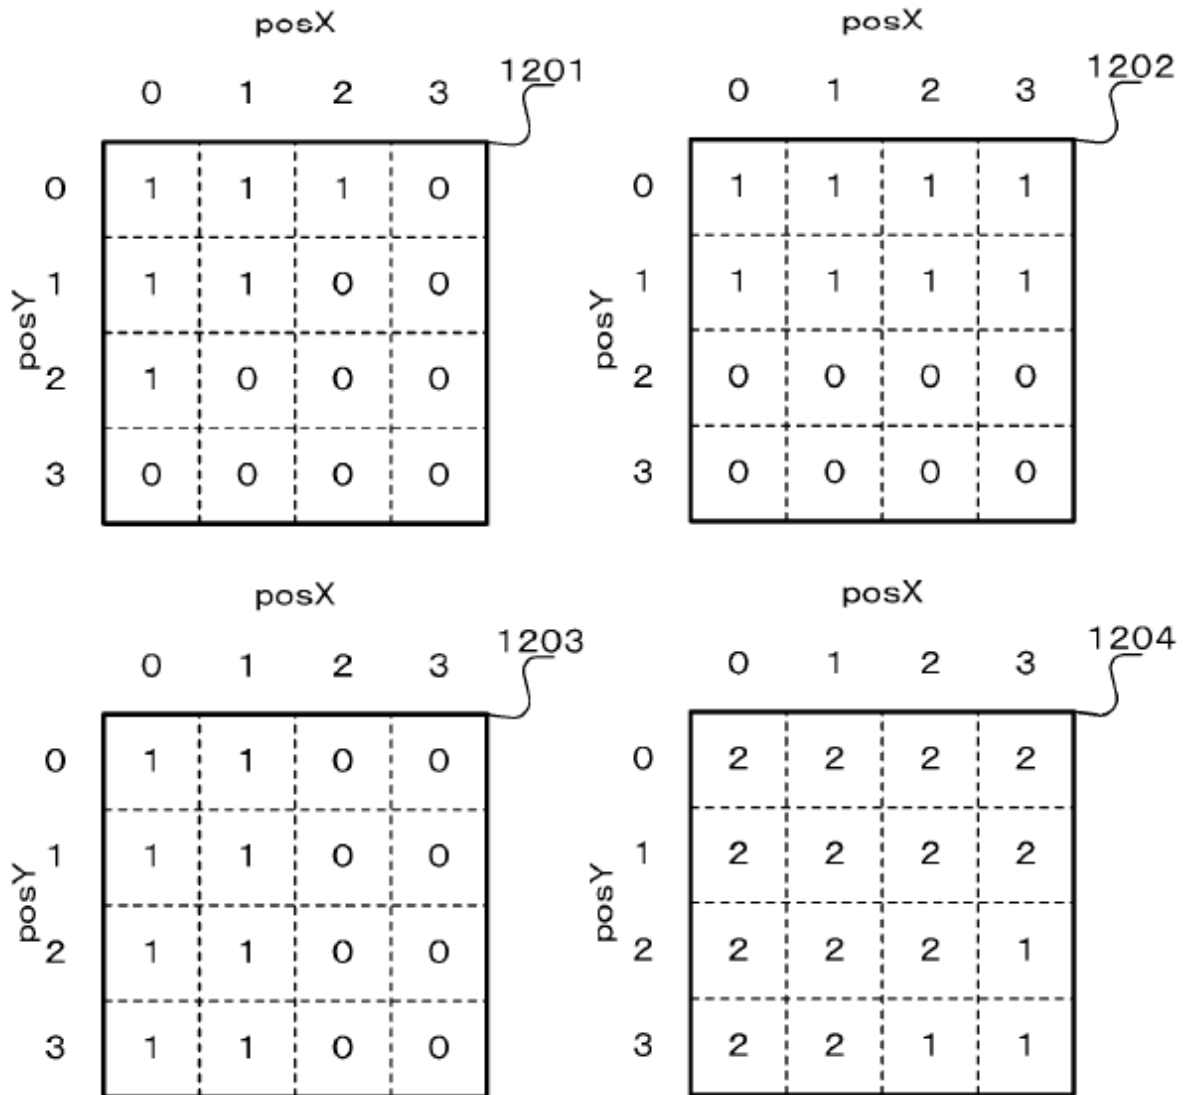 posX
1201
0 1 2 3
posY
0 1 1 1 0
1 1 1 0 0
2 1 0 0 0
3 0 0 0 0
posX
1202
0 1 2 3
posY
0 1 1 1 1
1 1 1 1 1
2 0 0 0 0
3 0 0 0 0
posX
1203
0 1 2 3
posY
0 1 1 0 0
1 1 1 0 0
2 1 1 0 0
3 1 1 0 0
posX
1204
0 1 2 3
posY
0 2 2 2 2
1 2 2 2 2
2 2 2 2 1
3 2 2 1 1